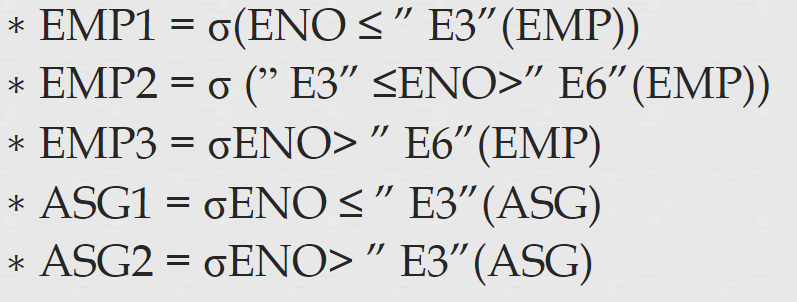 * EMP1 = σ(ENO ≤ ” E3”(EMP))
* EMP2 = σ (” E3” ≤ENO>” E6”(EMP))
* EMP3 = σENO> ” E6”(EMP)
* ASG1 = σENO ≤ ” E3”(ASG)
* ASG2 = σENO> ” E3”(ASG)